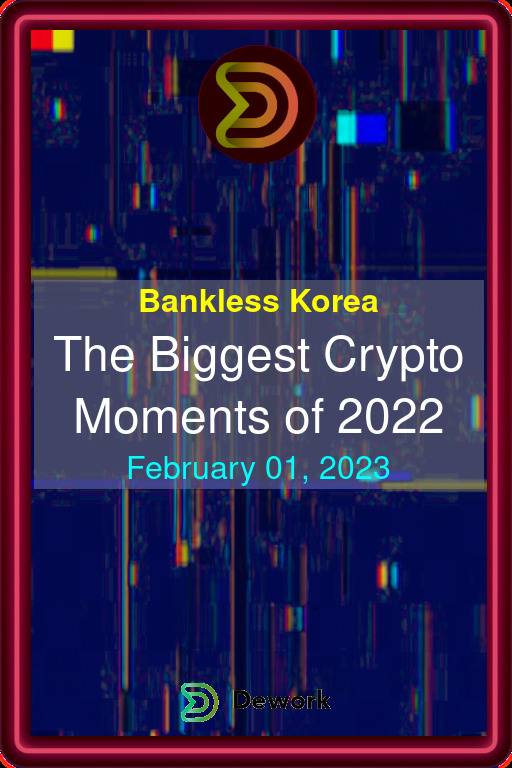 Bankless Korea
The Biggest Crypto
Moments of 2022
February 01, 2023
Dework